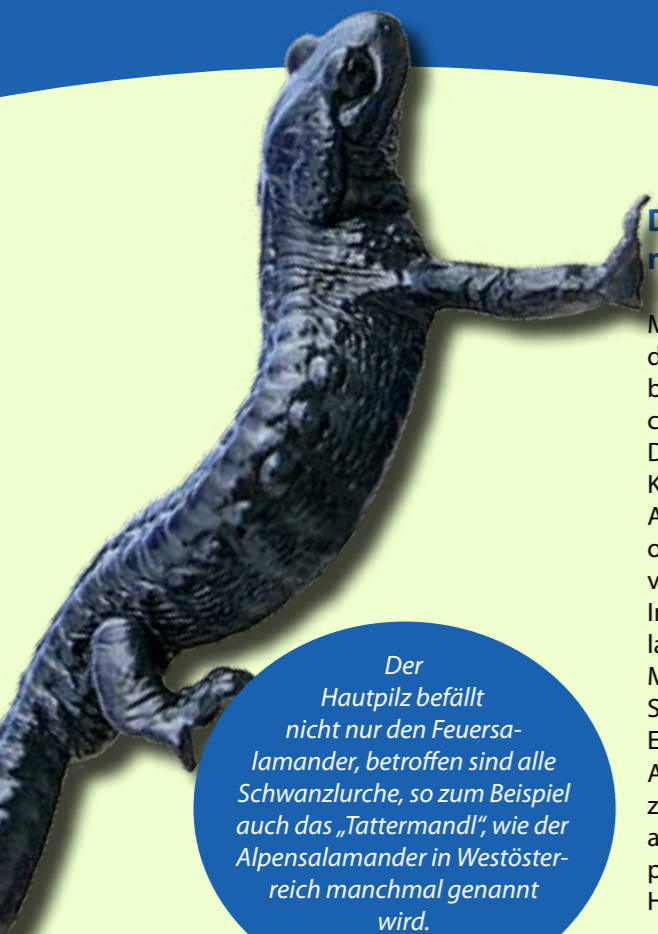 Der
Hautpilz befällt
nicht nur den Feuersa-
lamander, betroffen sind alle
Schwanzlurche, so zum Beispiel
auch das „Tattermandl“, wie der
Alpensalamander in Westöster-
reich manchmal genannt
wird.